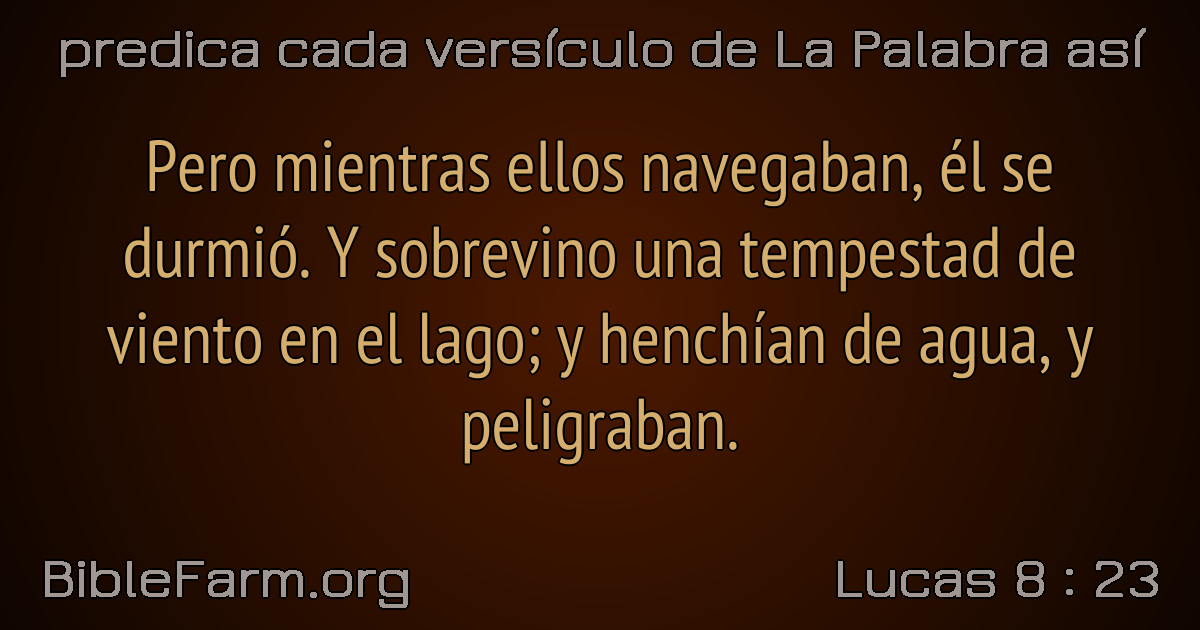 predica cada versículo de La Palabra así
Pero mientras ellos navegaban, él se
durmió. Y sobrevino una tempestad de
viento en el lago; y henchían de agua, y
peligraban.
BibleFarm.org
Lucas 8 : 23